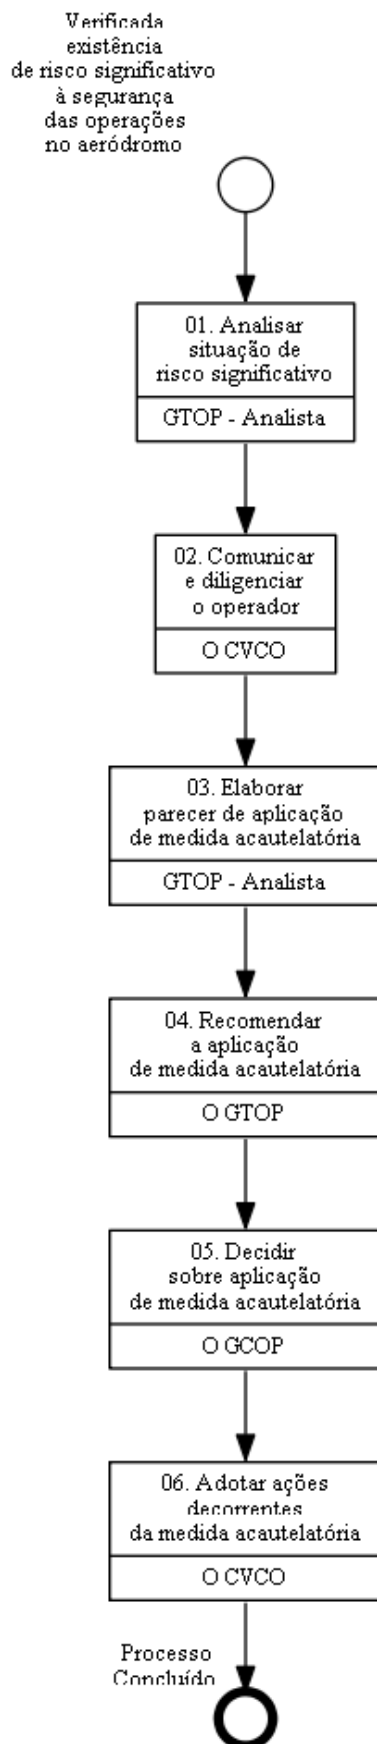 Verificada
existência
de risco significativo
à segurança
das operações
no aeródromo
01. Analisar
situação de
risco significativo
GTOP - Analista
02. Comunicar
e diligenciar
o operador
O CVCO
03. Elaborar
parecer de aplicação
de medida acautelatória
GTOP - Analista
04. Recomendar
a aplicação
de medida acautelatória
O GTOP
05. Decidir
sobre aplicação
de medida acautelatória
O GCOP
06. Adotar ações
decorrentes
da medida acautelatória
O CVCO
Processo
Concluído